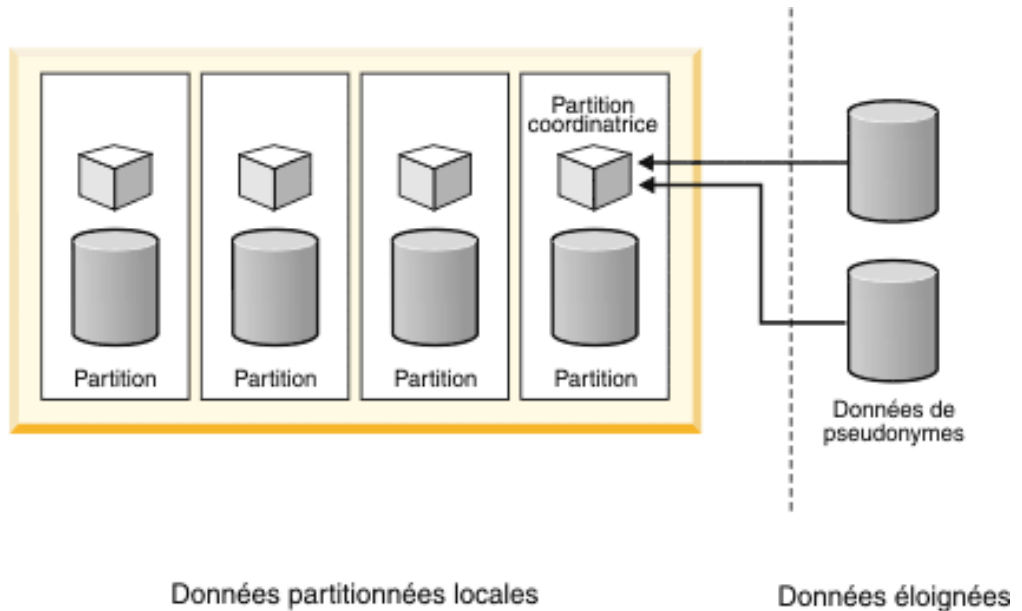 Partition
coordinatrice
Partition
Partition
Partition
Partition
Données de
pseudonymes
Données partitionnées locales
Données éloignées